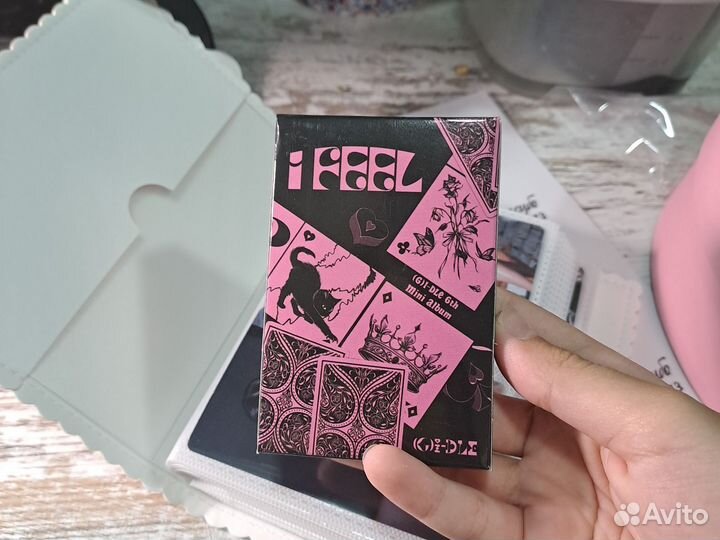 i FEEL
(G)I-DLE 6th
Mini Album
(G)I-DLE
Avito